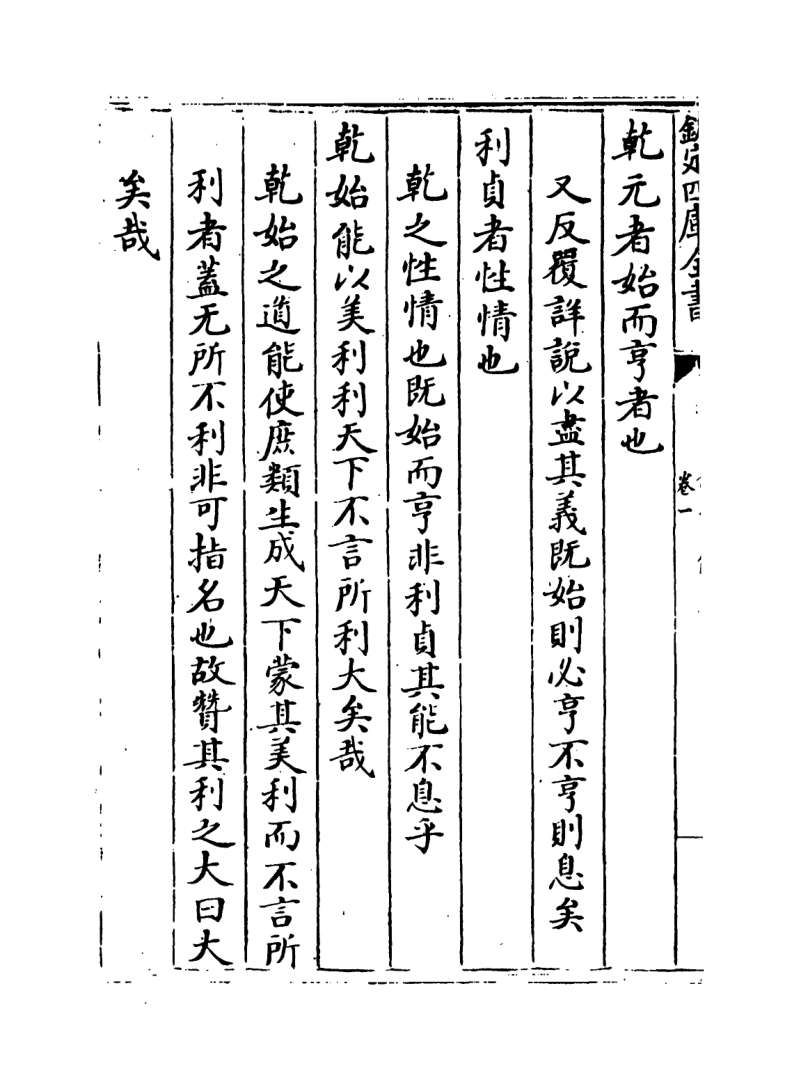 欽定四庫全書
卷一
乾元者始而亨者也
又反覆詳說以盡其義既始則必亨不亨則息矣
利貞者性情也
乾之性情也既始而亨非利貞其能不息乎
乾始能以美利利天下不言所利大矣哉
乾始之道能使庶類生成天下蒙其美利而不言所
利者蓋无所不利非可指名也故贊其利之大曰大
矣哉